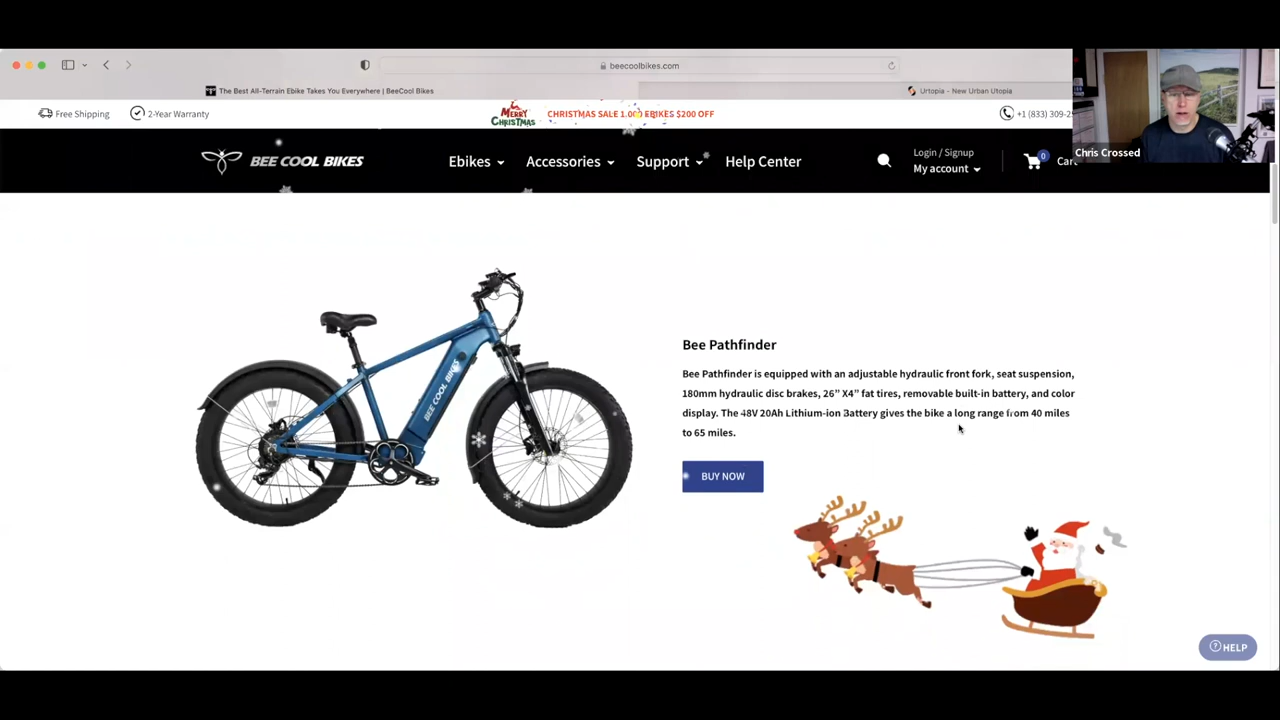 beecoolbikes.com
The Best All-Terrain Ebike Takes You Everywhere | BeeCool Bikes
Urtopia - New Urban Utopia
Free Shipping
2-Year Warranty
MERRY CHRISTMAS
CHRISTMAS SALE EBIKES $200 OFF
+1 (833) 309-2
Chris Crossed
BEE COOL BIKES
Ebikes
Accessories
Support
Help Center
Login / Signup
My account
0
Cart
BEE COOL BIKES
Bee Pathfinder
Bee Pathfinder is equipped with an adjustable hydraulic front fork, seat suspension,
180mm hydraulic disc brakes, 26” X4” fat tires, removable built-in battery, and color
display. The 48V 20Ah Lithium-ion Battery gives the bike a long range from 40 miles
to 65 miles.
BUY NOW
HELP